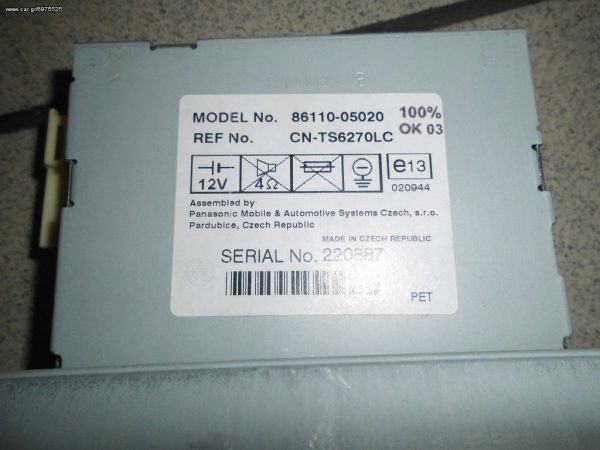 www.car.gr/6975525
MODEL No. 86110-05020
REF No. CN-TS6270LC
100%
OK 03
12V 4Ω e13
020944
Assembled by
Panasonic Mobile & Automotive Systems Czech, s.r.o.
Pardubice, Czech Republic
MADE IN CZECH REPUBLIC
SERIAL No. 220887
PET